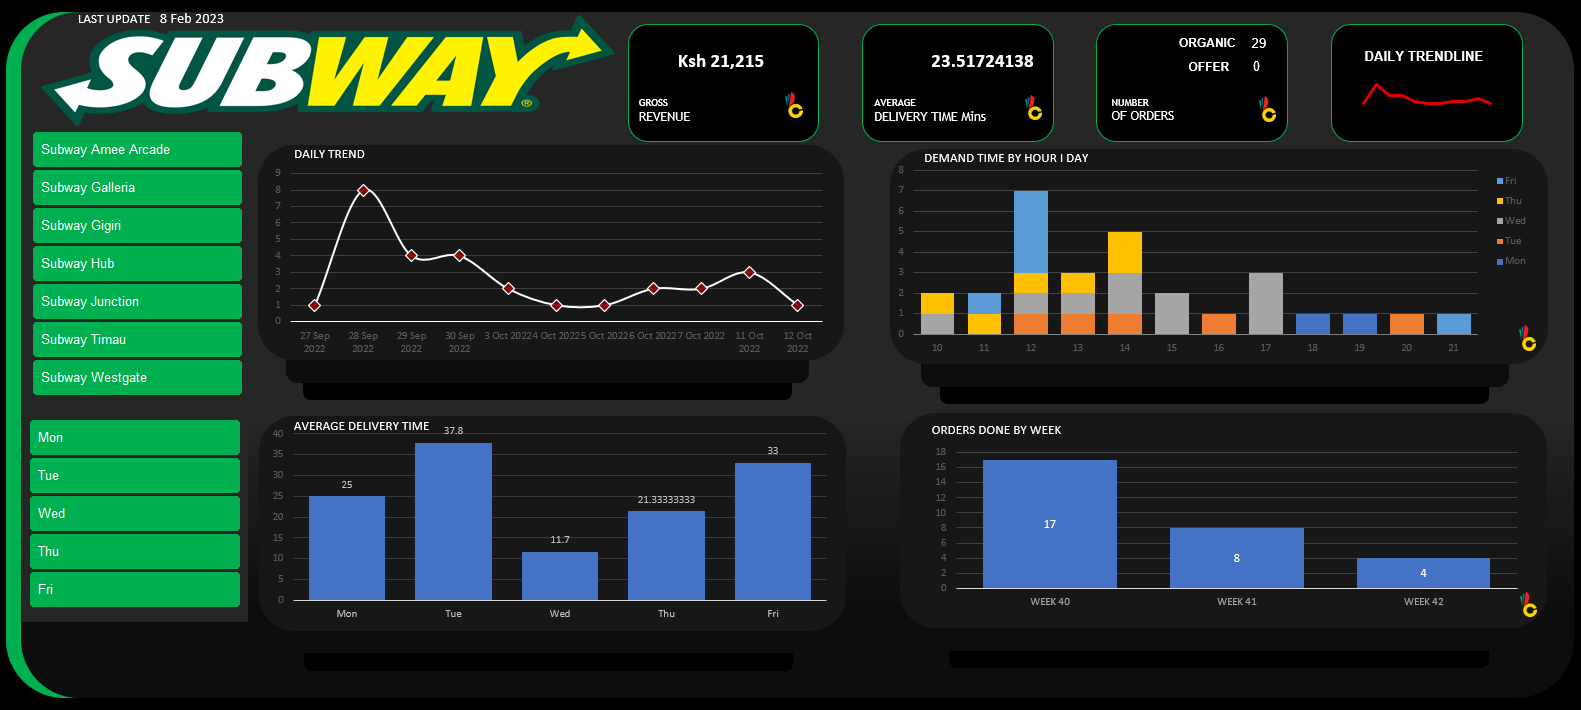 LAST UPDATE 8 Feb 2023
SUBWAY®
Ksh 21,215
GROSS
REVENUE
23.51724138
AVERAGE
DELIVERY TIME Mins
ORGANIC 29
OFFER 0
NUMBER
OF ORDERS
DAILY TRENDLINE
Subway Amee Arcade
Subway Galleria
Subway Gigiri
Subway Hub
Subway Junction
Subway Timau
Subway Westgate
Mon
Tue
Wed
Thu
Fri
DAILY TREND
9
8
7
6
5
4
3
2
1
0
27 Sep 2022
28 Sep 2022
29 Sep 2022
30 Sep 2022
3 Oct 2022
4 Oct 2022
5 Oct 2022
6 Oct 2022
7 Oct 2022
11 Oct 2022
12 Oct 2022
DEMAND TIME BY HOUR I DAY
8
7
6
5
4
3
2
1
0
10 11 12 13 14 15 16 17 18 19 20 21
Fri
Thu
Wed
Tue
Mon
AVERAGE DELIVERY TIME
40
35
30
25
20
15
10
5
0
25
37.8
11.7
21.33333333
33
Mon Tue Wed Thu Fri
ORDERS DONE BY WEEK
18
16
14
12
10
8
6
4
2
0
17
8
4
WEEK 40 WEEK 41 WEEK 42